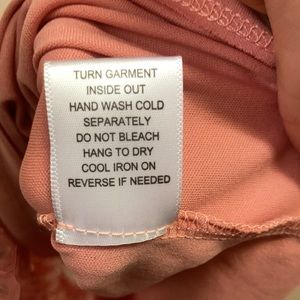 TURN GARMENT
INSIDE OUT
HAND WASH COLD
SEPARATELY
DO NOT BLEACH
HANG TO DRY
COOL IRON ON
REVERSE IF NEEDED